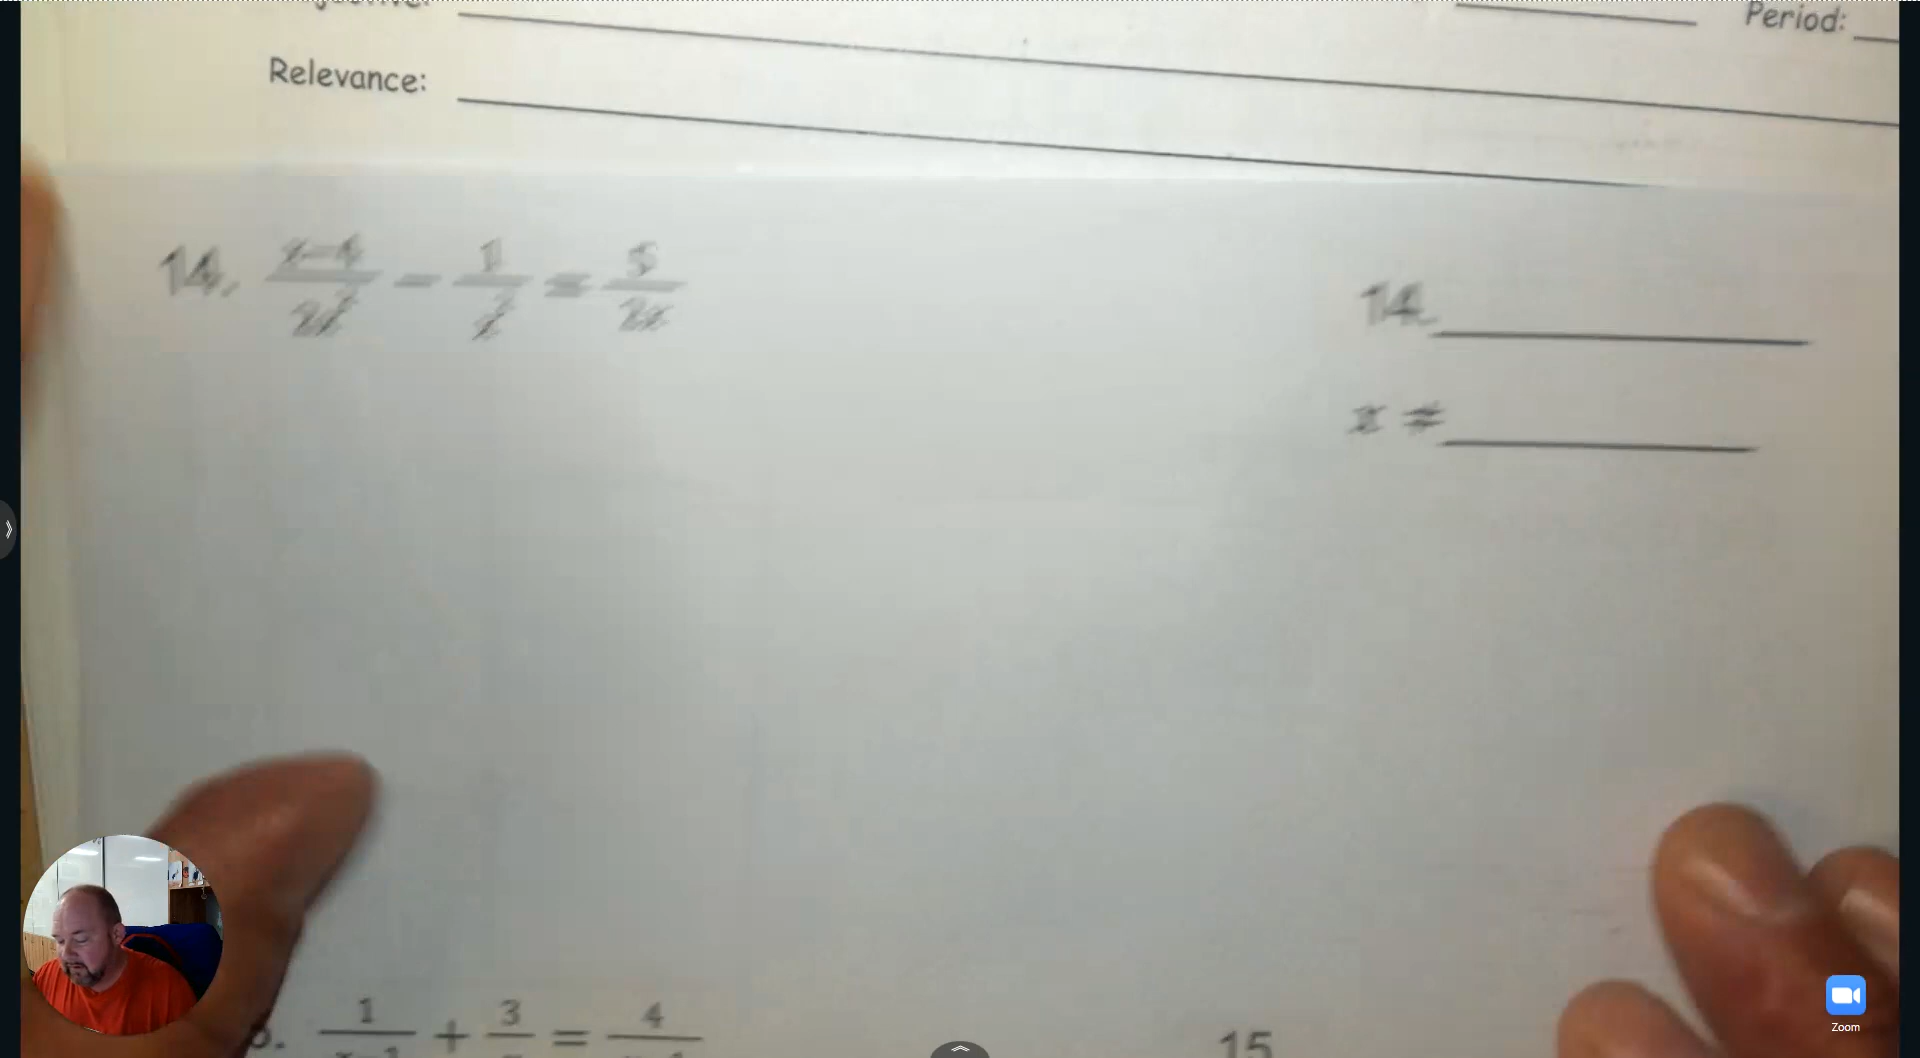 Period:
Relevance:
14. x-4/2x² - 1/x² = 5/2x
14.
x ≠
1 + 3 = 4
15
Zoom